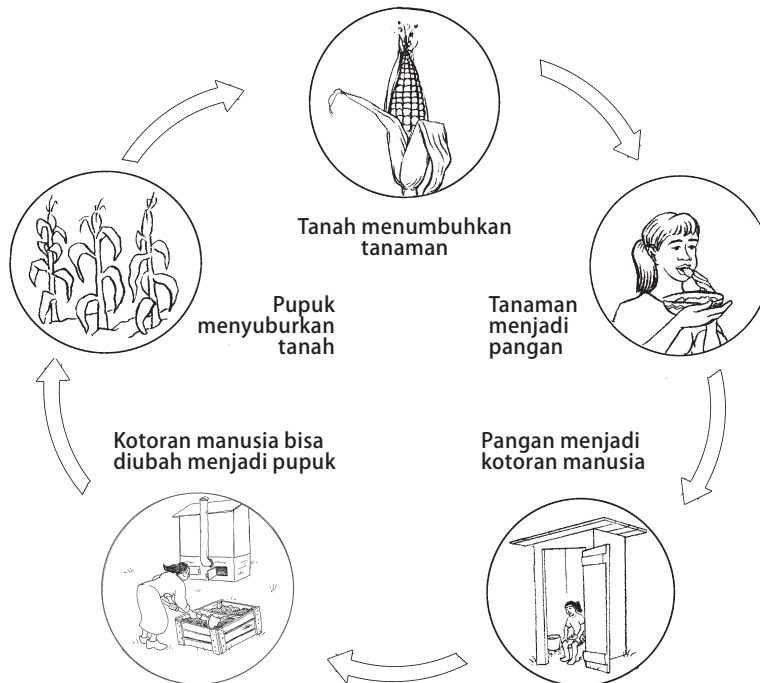 Tanah menumbuhkan
tanaman
Pupuk
menyuburkan
tanah
Tanaman
menjadi
pangan
Kotoran manusia bisa
diubah menjadi pupuk
Pangan menjadi
kotoran manusia